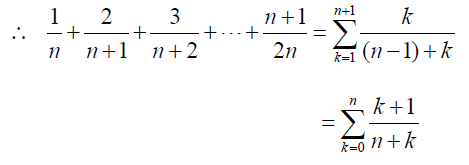 ∴ 1/n + 2/(n+1) + 3/(n+2) + ⋯ + (n+1)/(2n) = ∑_{k=1}^{n+1} k/((n−1)+k)
= ∑_{k=0}^{n} (k+1)/(n+k)